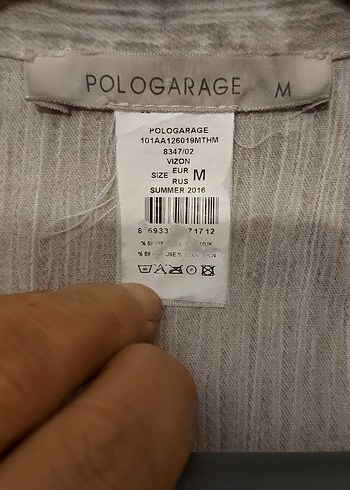 POLOGARAGE M
POLOGARAGE
101AA126019MTHM
8347/02
VIZON
SIZE EUR RUS M
SUMMER 2016